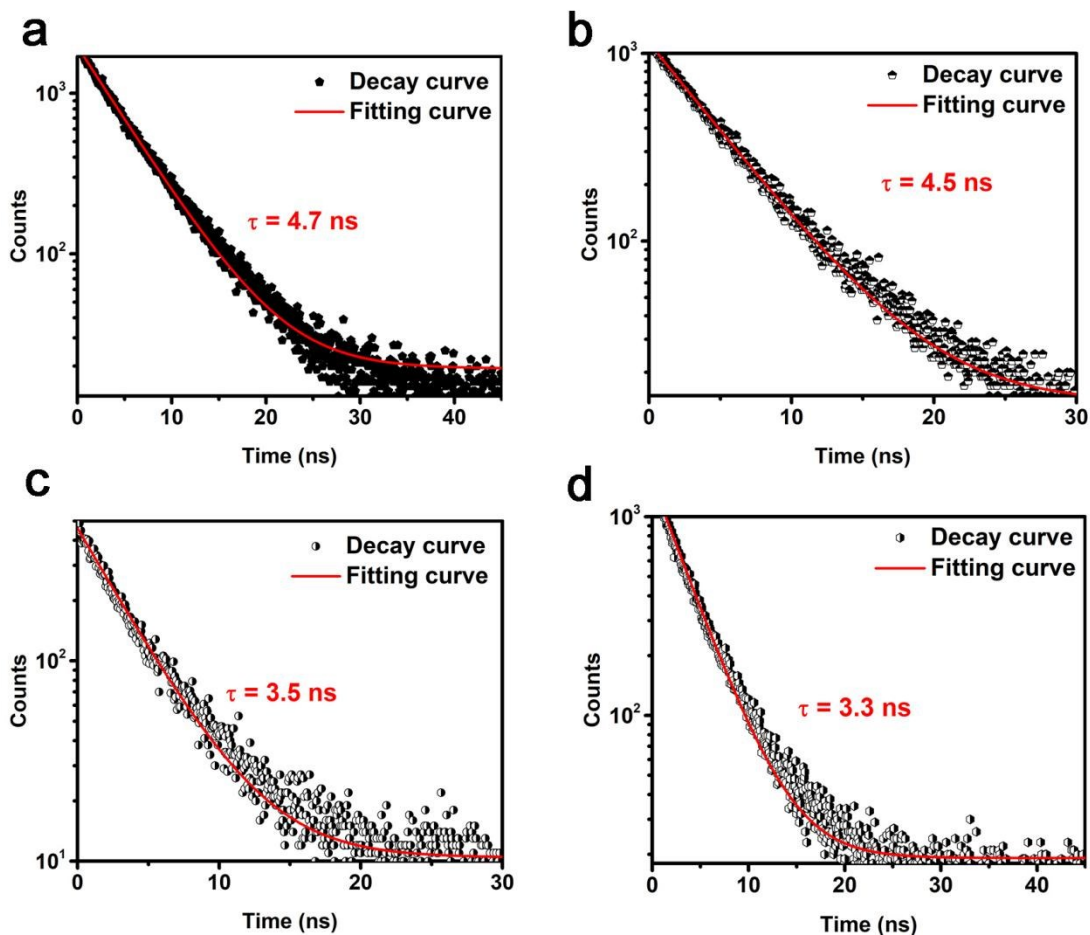 a
10³
10²
Counts
0 10 20 30 40
Time (ns)
Decay curve
Fitting curve
τ = 4.7 ns
b
10³
10²
Counts
0 10 20 30
Time (ns)
Decay curve
Fitting curve
τ = 4.5 ns
c
10²
10¹
Counts
0 10 20 30
Time (ns)
Decay curve
Fitting curve
τ = 3.5 ns
d
10³
10²
Counts
0 10 20 30 40
Time (ns)
Decay curve
Fitting curve
τ = 3.3 ns